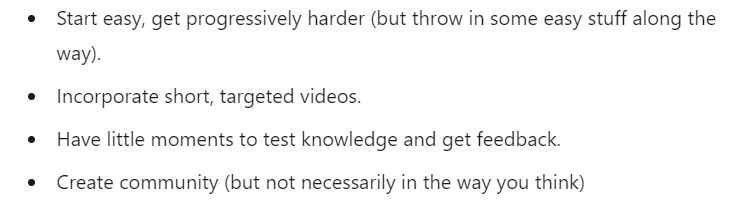 • Start easy, get progressively harder (but throw in some easy stuff along the
way).
• Incorporate short, targeted videos.
• Have little moments to test knowledge and get feedback.
• Create community (but not necessarily in the way you think)